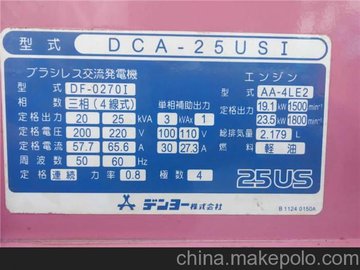 型式 DCA-25USI
ブラシレス交流発電機 エンジン
型式 DF-0270I 型式 AA-4LE2
相数 三相(4線式) 単相補助出力 定格出力 19.1 kW 1500 min⁻¹
定格出力 20 25 kVA 3 kVAx 1 23.5 kW 1800 min⁻¹
定格電圧 200 220 V 100 110 V 総排気量 2.179 L
定格電流 57.7 65.6 A 30 27.3 A 燃料 軽油
周波数 50 60 Hz
定格 連続 力率 0.8 極数 4 25US
デンヨー株式会社 B 1124 0150A
china.makepolo.com